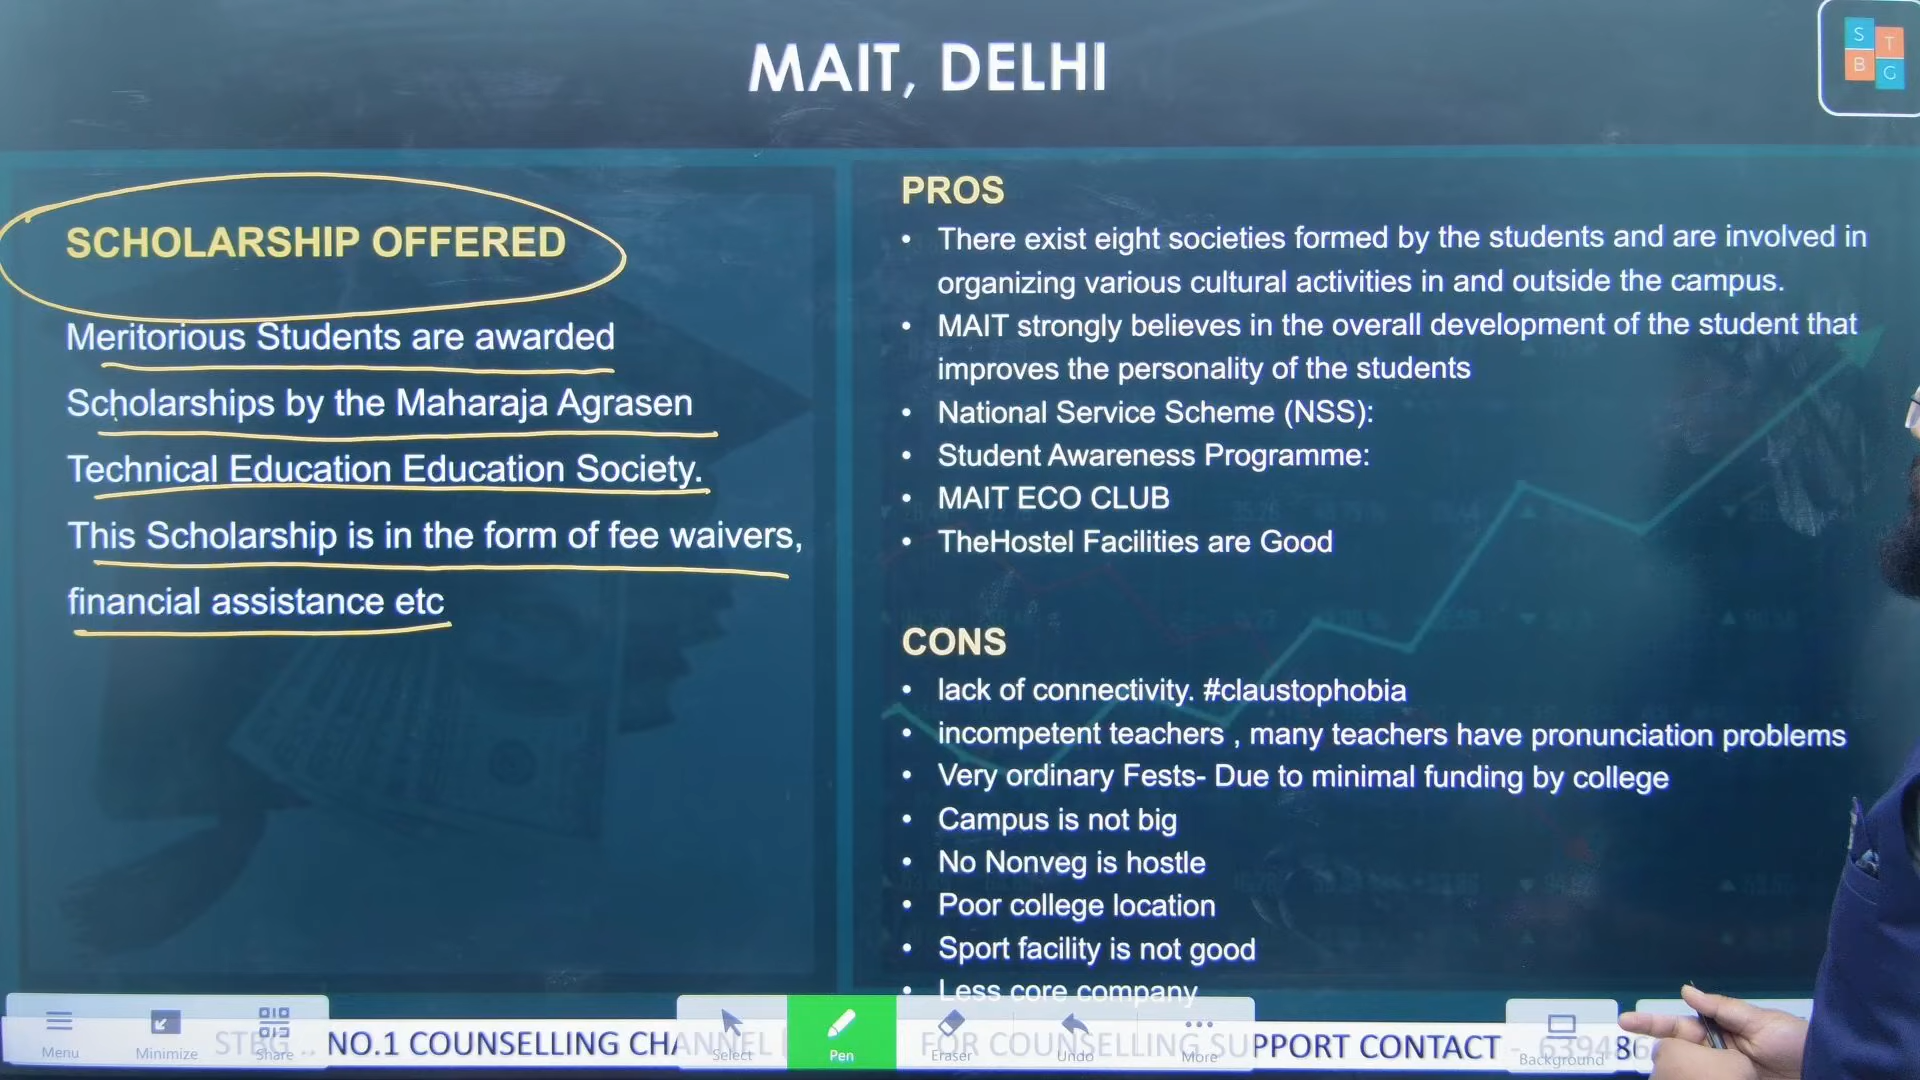 MAIT, DELHI
S T
B G
SCHOLARSHIP OFFERED
Meritorious Students are awarded
Scholarships by the Maharaja Agrasen
Technical Education Education Society.
This Scholarship is in the form of fee waivers,
financial assistance etc
PROS
• There exist eight societies formed by the students and are involved in
organizing various cultural activities in and outside the campus.
• MAIT strongly believes in the overall development of the student that
improves the personality of the students
• National Service Scheme (NSS):
• Student Awareness Programme:
• MAIT ECO CLUB
• TheHostel Facilities are Good
CONS
• lack of connectivity. #claustophobia
• incompetent teachers , many teachers have pronunciation problems
• Very ordinary Fests- Due to minimal funding by college
• Campus is not big
• No Nonveg is hostle
• Poor college location
• Sport facility is not good
• Less core company
STBG .. NO.1 COUNSELLING CHANNEL FOR COUNSELLING SUPPORT CONTACT -
Menu Minimize Share Select Pen Eraser Undo More Background